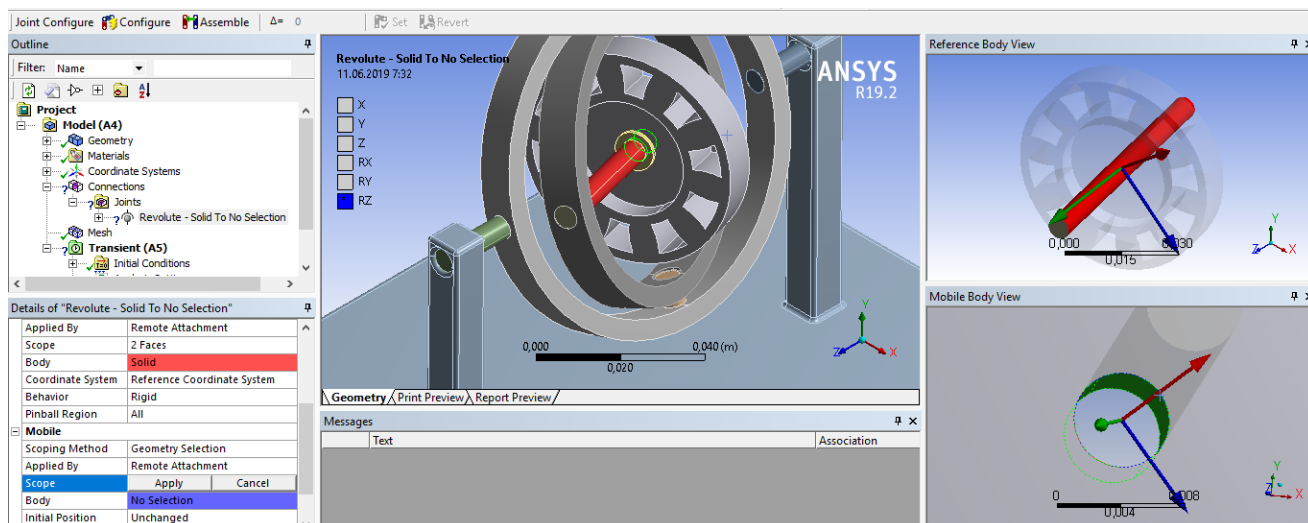 Joint Configure Configure Assemble Δ= 0 Set Revert
Outline
Filter: Name
Project
Model (A4)
Geometry
Materials
Coordinate Systems
Connections
Joints
Revolute - Solid To No Selection
Mesh
Transient (A5)
Initial Conditions
Details of "Revolute - Solid To No Selection"
Applied By Remote Attachment
Scope 2 Faces
Body Solid
Coordinate System Reference Coordinate System
Behavior Rigid
Pinball Region All
Mobile
Scoping Method Geometry Selection
Applied By Remote Attachment
Scope Apply Cancel
Body No Selection
Initial Position Unchanged
Revolute - Solid To No Selection
11.06.2019 7:32
X
Y
Z
RX
RY
RZ
ANSYS
R19.2
0,000 0,040 (m)
0,020
Y
Z X
Geometry Print Preview Report Preview
Messages
Text Association
Reference Body View
0,000 0,030
0,015
Y
Z X
Mobile Body View
0 0,008
0,004
Y
Z X